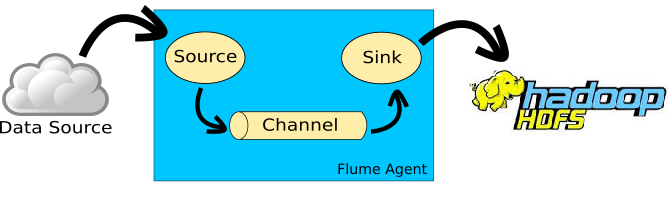 Data Source
Source
Channel
Sink
Flume Agent
hadoop
HDFS